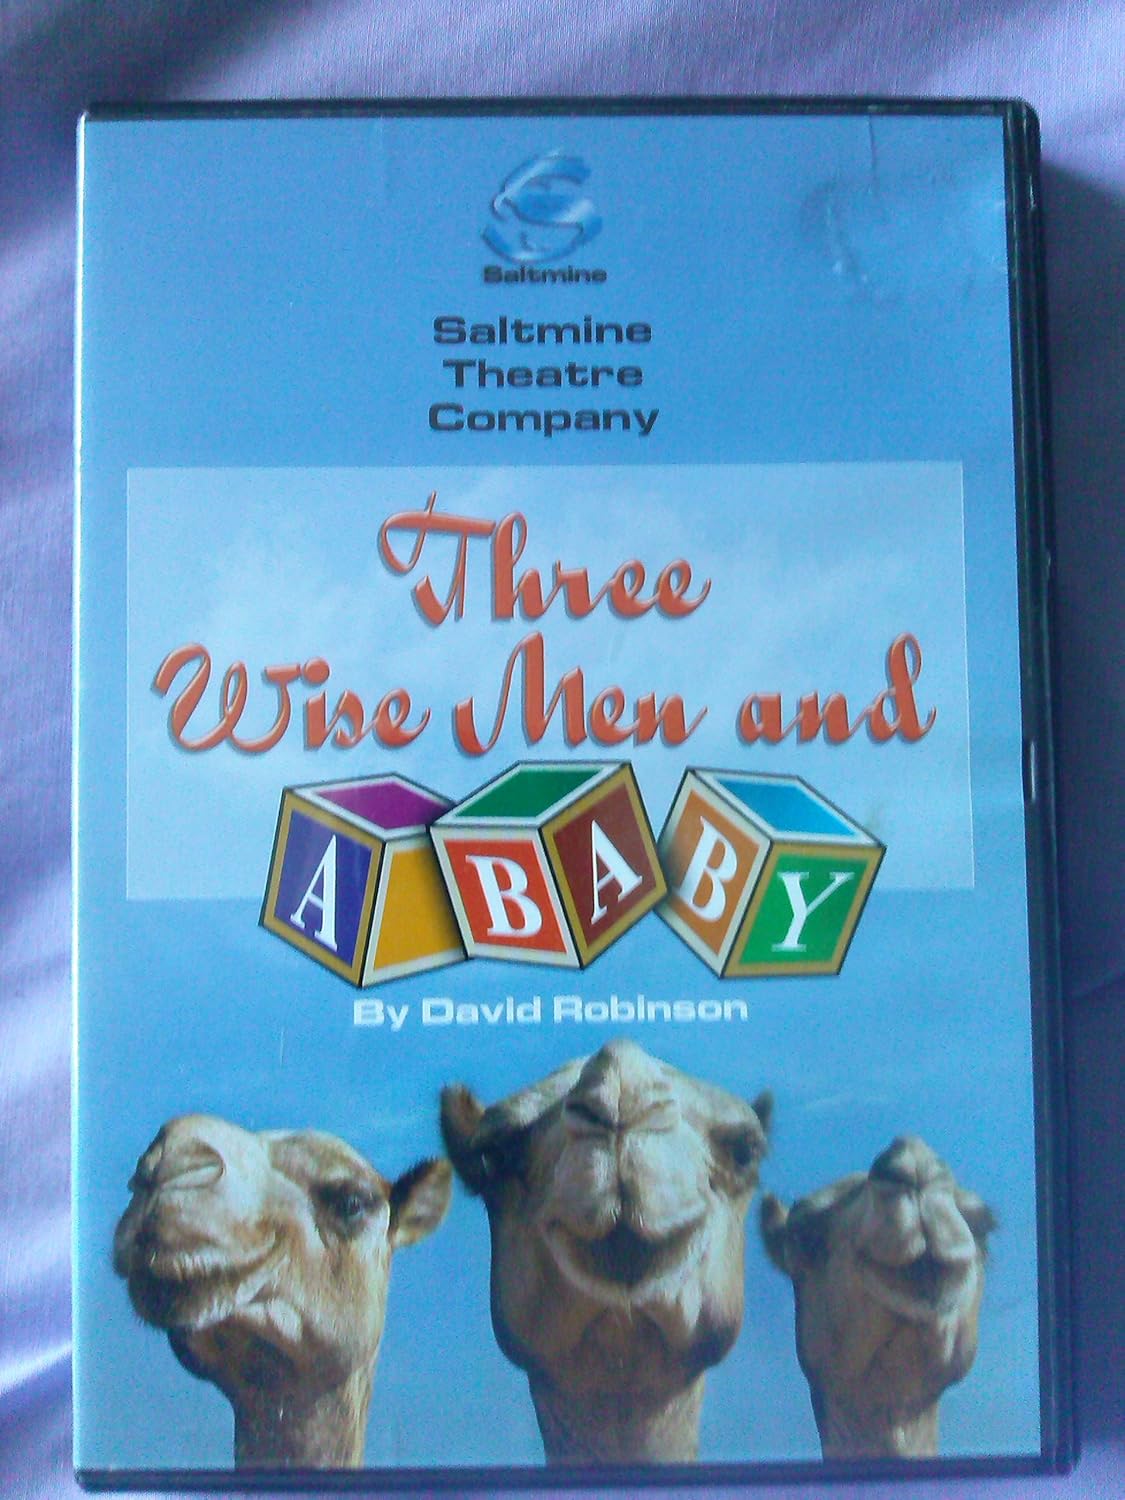 Saltmine
Saltmine
Theatre
Company
Three
Wise Men and
A BABY
By David Robinson